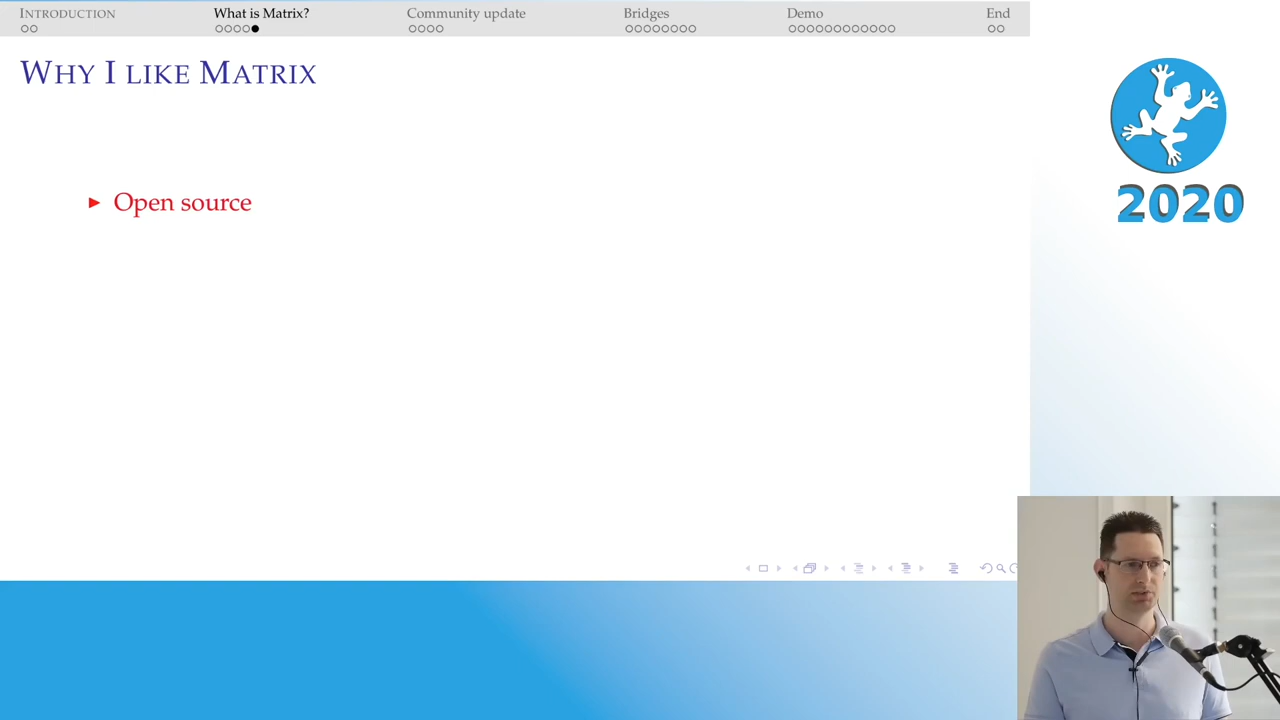 Introduction
What is Matrix?
Community update
Bridges
Demo
End
Why I like Matrix
Open source
2020